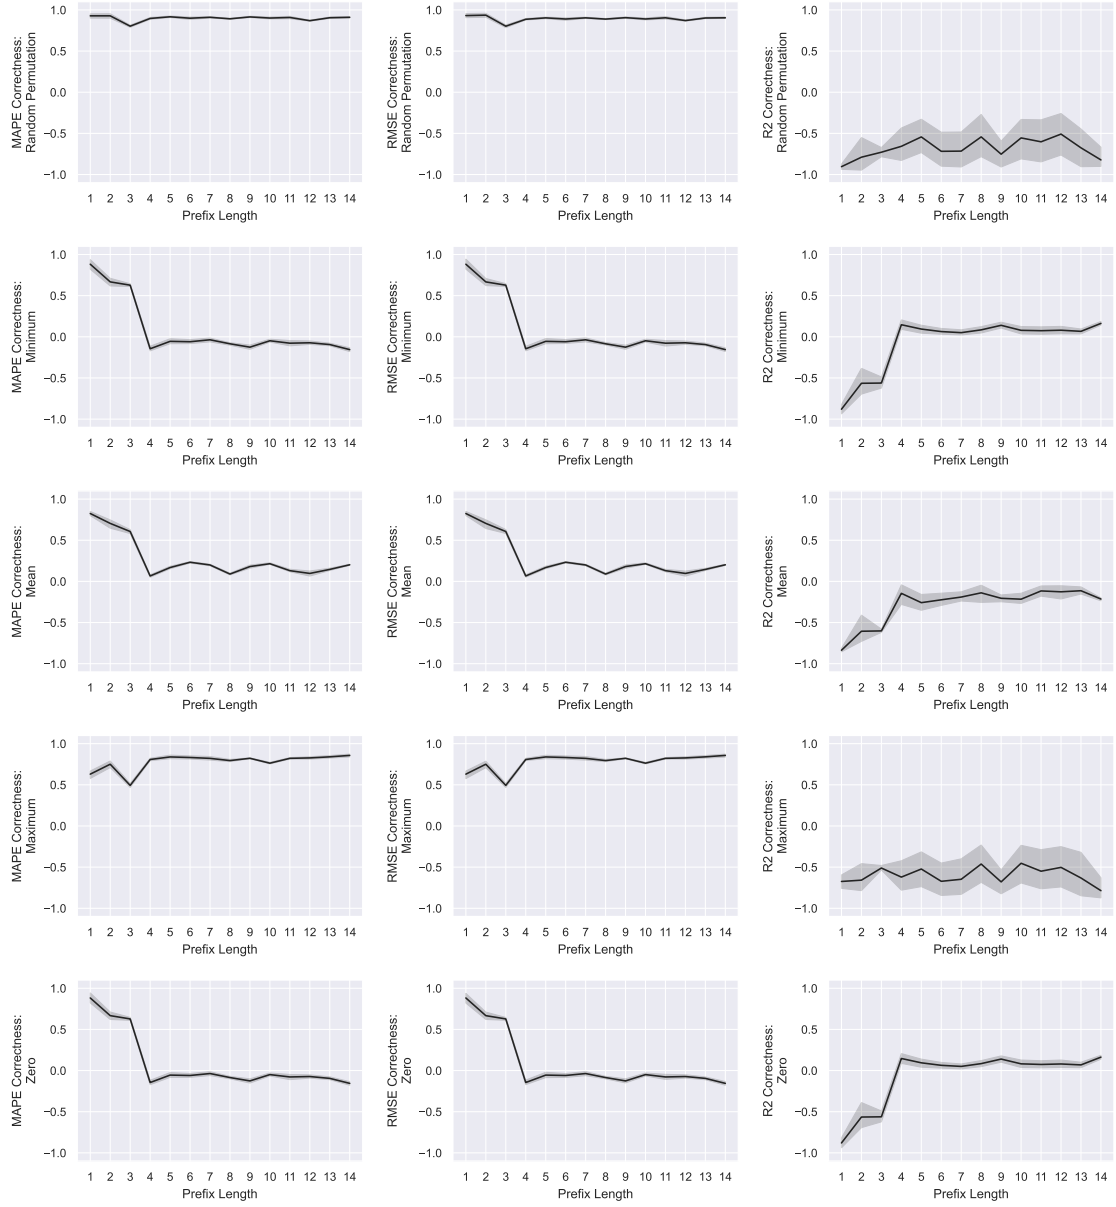 MAPE Correctness:
Random Permutation
1.0
0.5
0.0
−0.5
−1.0
1 2 3 4 5 6 7 8 9 10 11 12 13 14
Prefix Length
RMSE Correctness:
Random Permutation
1.0
0.5
0.0
−0.5
−1.0
1 2 3 4 5 6 7 8 9 10 11 12 13 14
Prefix Length
R2 Correctness:
Random Permutation
1.0
0.5
0.0
−0.5
−1.0
1 2 3 4 5 6 7 8 9 10 11 12 13 14
Prefix Length
MAPE Correctness:
Minimum
1.0
0.5
0.0
−0.5
−1.0
1 2 3 4 5 6 7 8 9 10 11 12 13 14
Prefix Length
RMSE Correctness:
Minimum
1.0
0.5
0.0
−0.5
−1.0
1 2 3 4 5 6 7 8 9 10 11 12 13 14
Prefix Length
R2 Correctness:
Minimum
1.0
0.5
0.0
−0.5
−1.0
1 2 3 4 5 6 7 8 9 10 11 12 13 14
Prefix Length
MAPE Correctness:
Mean
1.0
0.5
0.0
−0.5
−1.0
1 2 3 4 5 6 7 8 9 10 11 12 13 14
Prefix Length
RMSE Correctness:
Mean
1.0
0.5
0.0
−0.5
−1.0
1 2 3 4 5 6 7 8 9 10 11 12 13 14
Prefix Length
R2 Correctness:
Mean
1.0
0.5
0.0
−0.5
−1.0
1 2 3 4 5 6 7 8 9 10 11 12 13 14
Prefix Length
MAPE Correctness:
Maximum
1.0
0.5
0.0
−0.5
−1.0
1 2 3 4 5 6 7 8 9 10 11 12 13 14
Prefix Length
RMSE Correctness:
Maximum
1.0
0.5
0.0
−0.5
−1.0
1 2 3 4 5 6 7 8 9 10 11 12 13 14
Prefix Length
R2 Correctness:
Maximum
1.0
0.5
0.0
−0.5
−1.0
1 2 3 4 5 6 7 8 9 10 11 12 13 14
Prefix Length
MAPE Correctness:
Zero
1.0
0.5
0.0
−0.5
−1.0
1 2 3 4 5 6 7 8 9 10 11 12 13 14
Prefix Length
RMSE Correctness:
Zero
1.0
0.5
0.0
−0.5
−1.0
1 2 3 4 5 6 7 8 9 10 11 12 13 14
Prefix Length
R2 Correctness:
Zero
1.0
0.5
0.0
−0.5
−1.0
1 2 3 4 5 6 7 8 9 10 11 12 13 14
Prefix Length